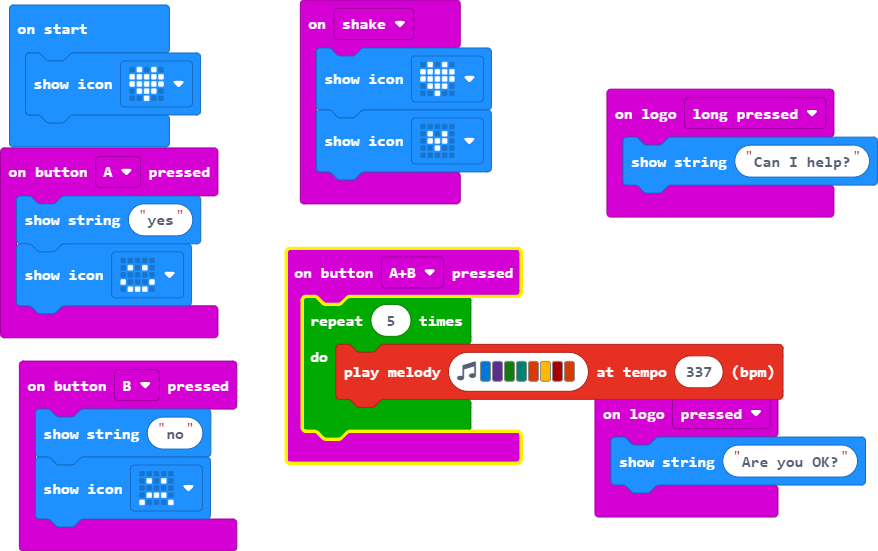 on start
show icon
on button A pressed
show string "yes"
show icon
on button B pressed
show string "no"
show icon
on shake
show icon
show icon
on button A+B pressed
repeat 5 times
do
play melody at tempo 337 (bpm)
on logo long pressed
show string "Can I help?"
on logo pressed
show string "Are you OK?"